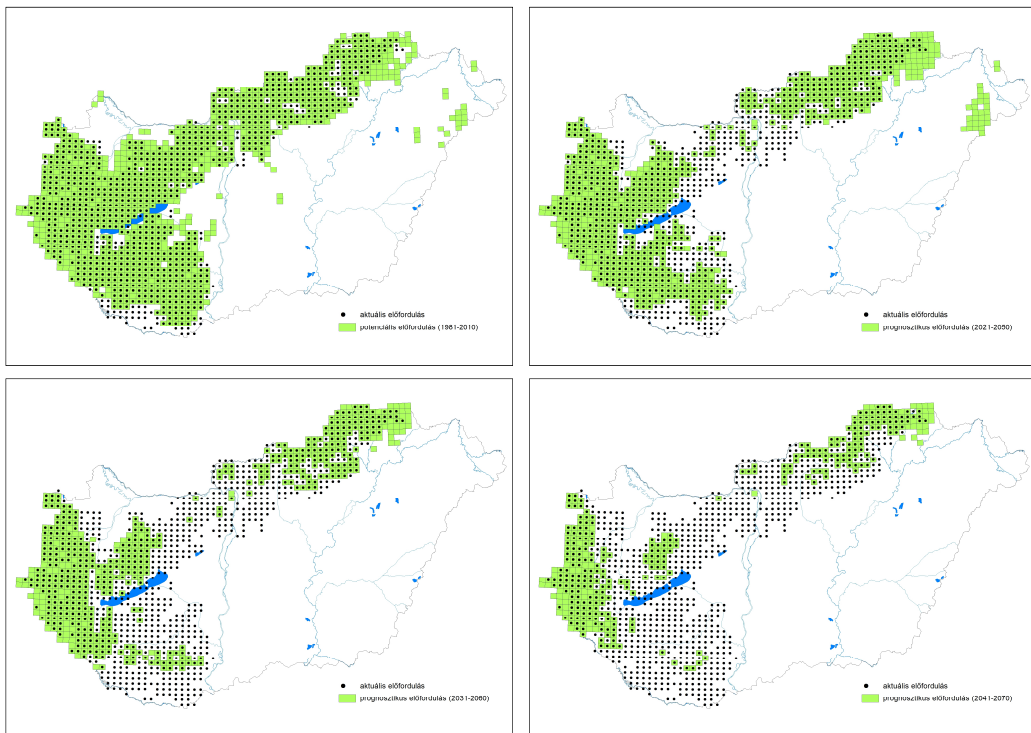 aktuális előfordulás
potenciális előfordulás (1981-2010)
aktuális előfordulás
prognosztikus előfordulás (2021-2050)
aktuális előfordulás
prognosztikus előfordulás (2031-2060)
aktuális előfordulás
prognosztikus előfordulás (2041-2070)